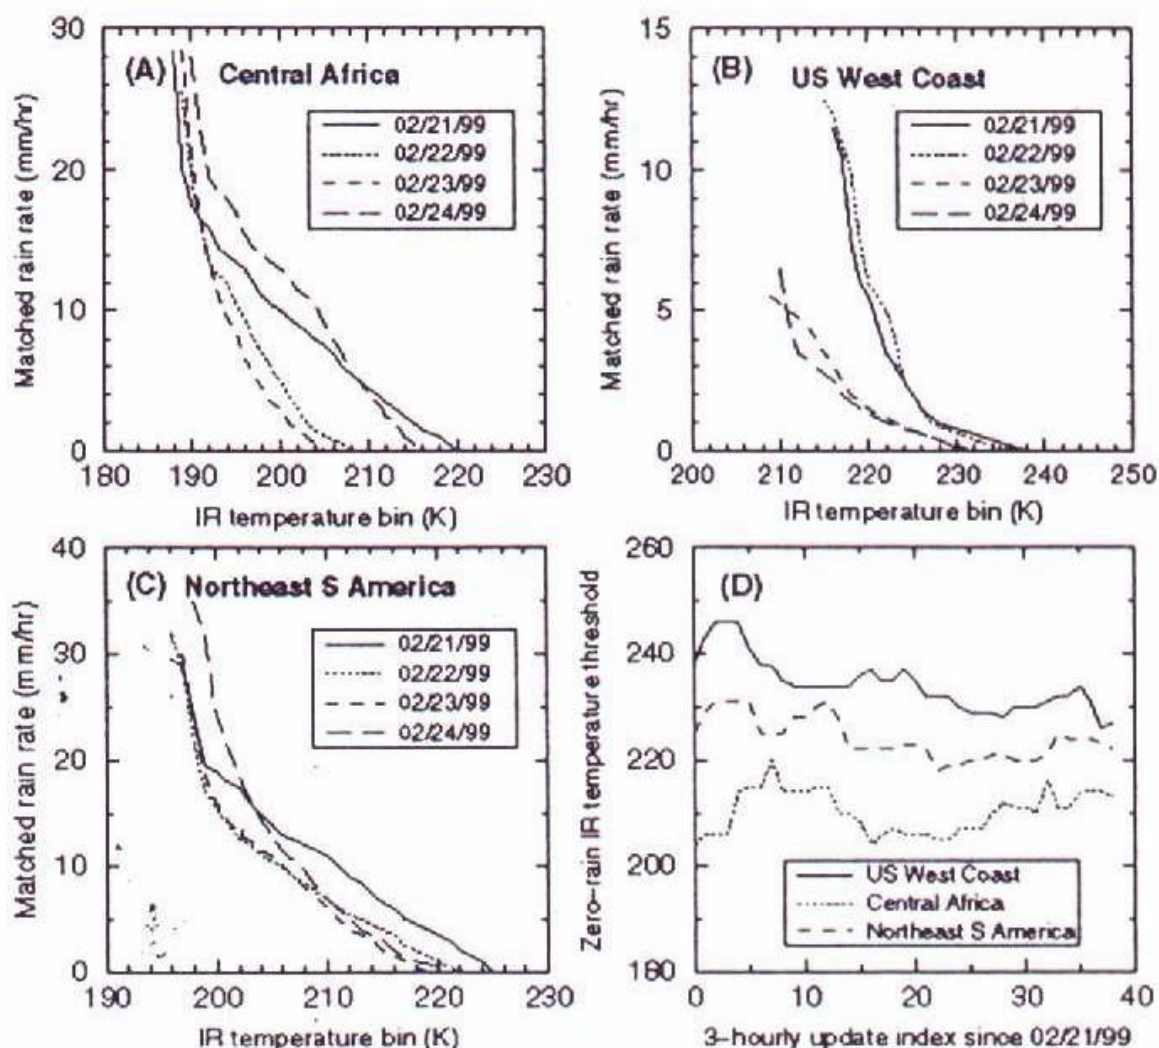 (A) Central Africa
Matched rain rate (mm/hr)
30
20
10
0
02/21/99
02/22/99
02/23/99
02/24/99
180 190 200 210 220 230
IR temperature bin (K)
(B) US West Coast
Matched rain rate (mm/hr)
15
10
5
0
02/21/99
02/22/99
02/23/99
02/24/99
200 210 220 230 240 250
IR temperature bin (K)
(C) Northeast S America
Matched rain rate (mm/hr)
40
30
20
10
0
02/21/99
02/22/99
02/23/99
02/24/99
190 200 210 220 230
IR temperature bin (K)
(D)
Zero-rain IR temperature threshold
260
240
220
200
180
US West Coast
Central Africa
Northeast S America
0 10 20 30 40
3-hourly update index since 02/21/99